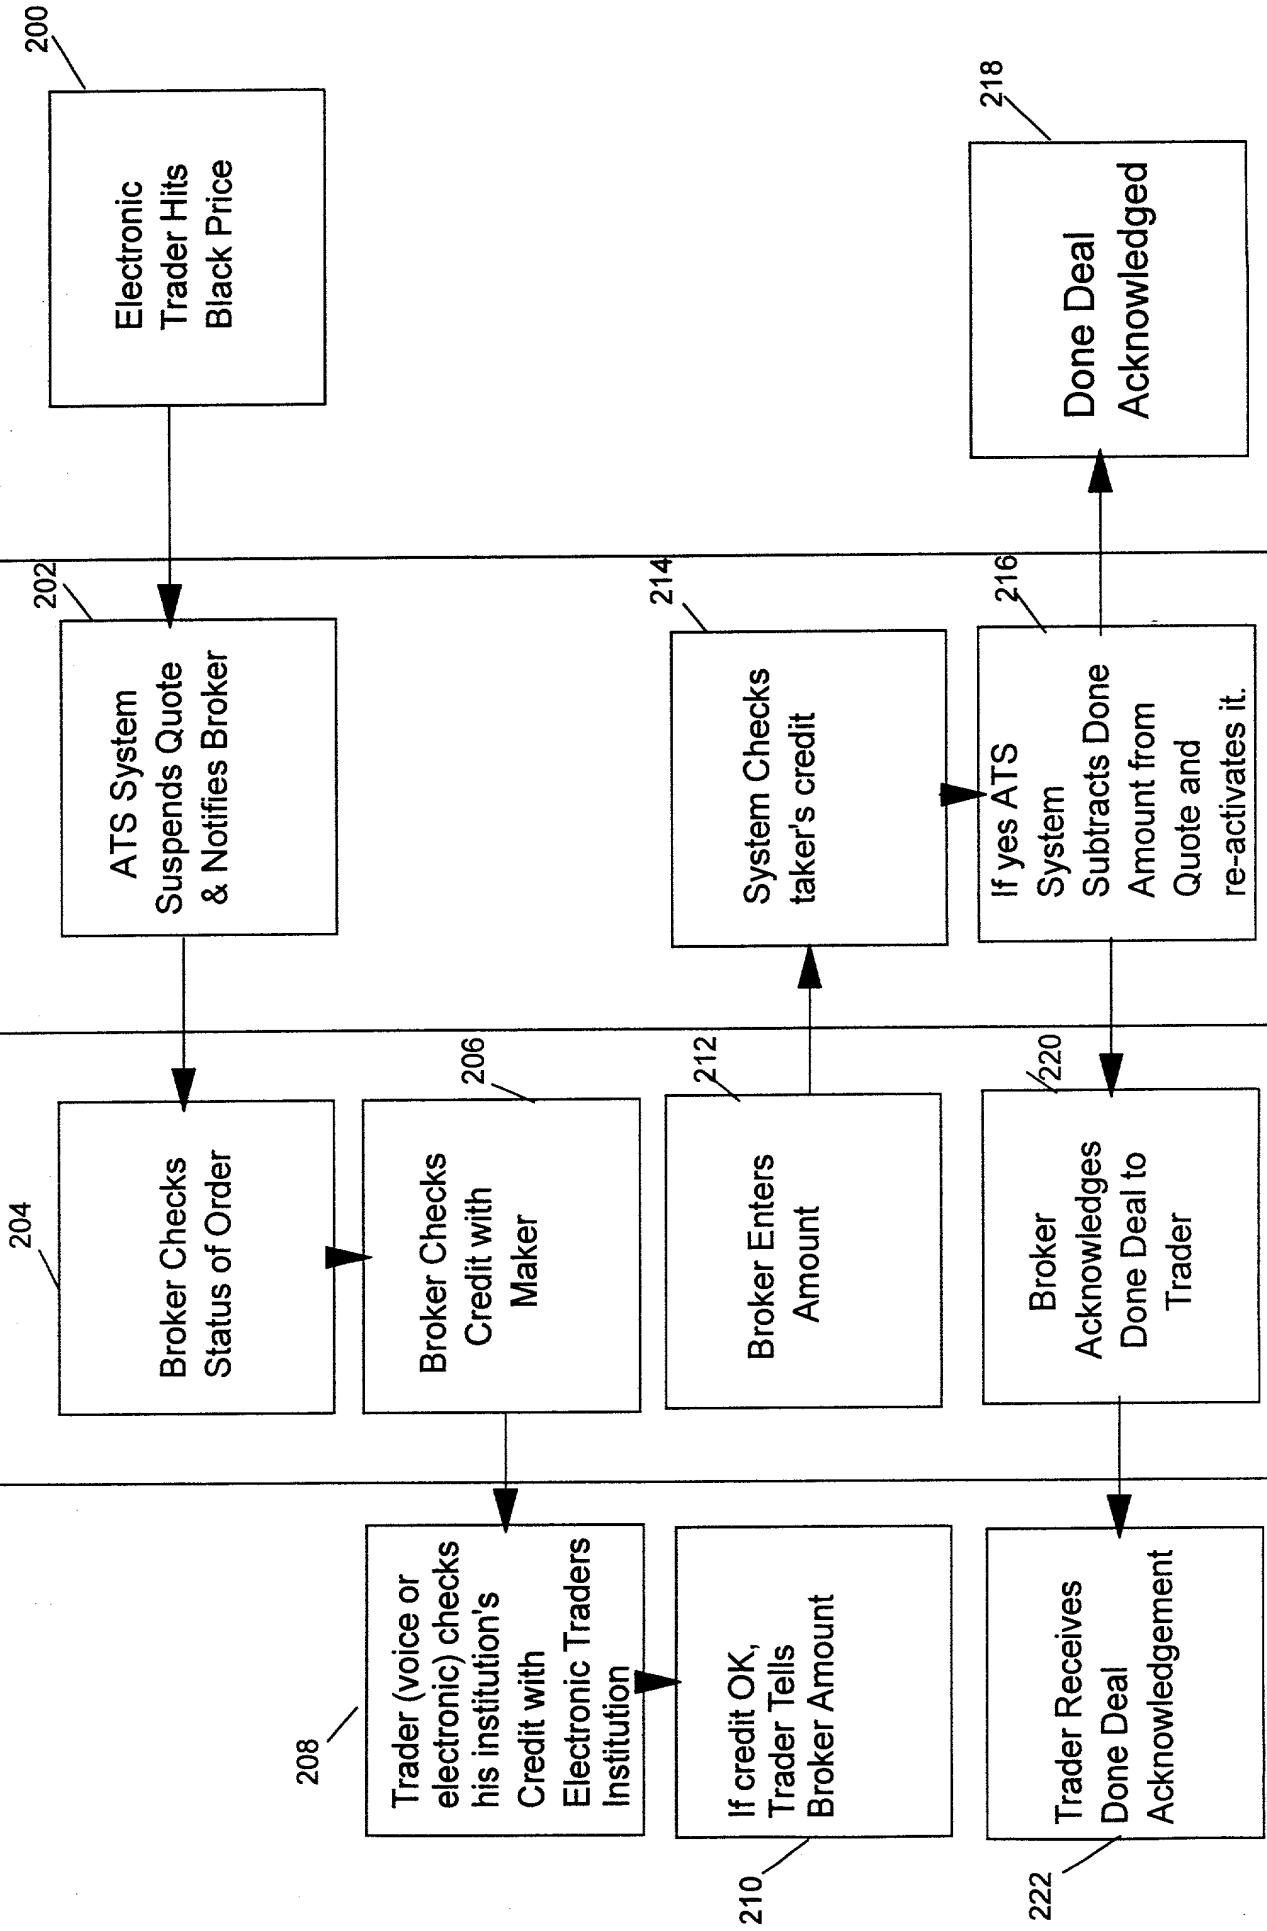 200
Electronic
Trader Hits
Black Price
202
ATS System
Suspends Quote
& Notifies Broker
204
Broker Checks
Status of Order
206
Broker Checks
Credit with
Maker
208
Trader (voice or
electronic) checks
his institution's
Credit with
Electronic Traders
Institution
210
If credit OK,
Trader Tells
Broker Amount
212
Broker Enters
Amount
214
System Checks
taker's credit
216
If yes ATS
System
Subtracts Done
Amount from
Quote and
re-activates it.
218
Done Deal
Acknowledged
220
Broker
Acknowledges
Done Deal to
Trader
222
Trader Receives
Done Deal
Acknowledgement